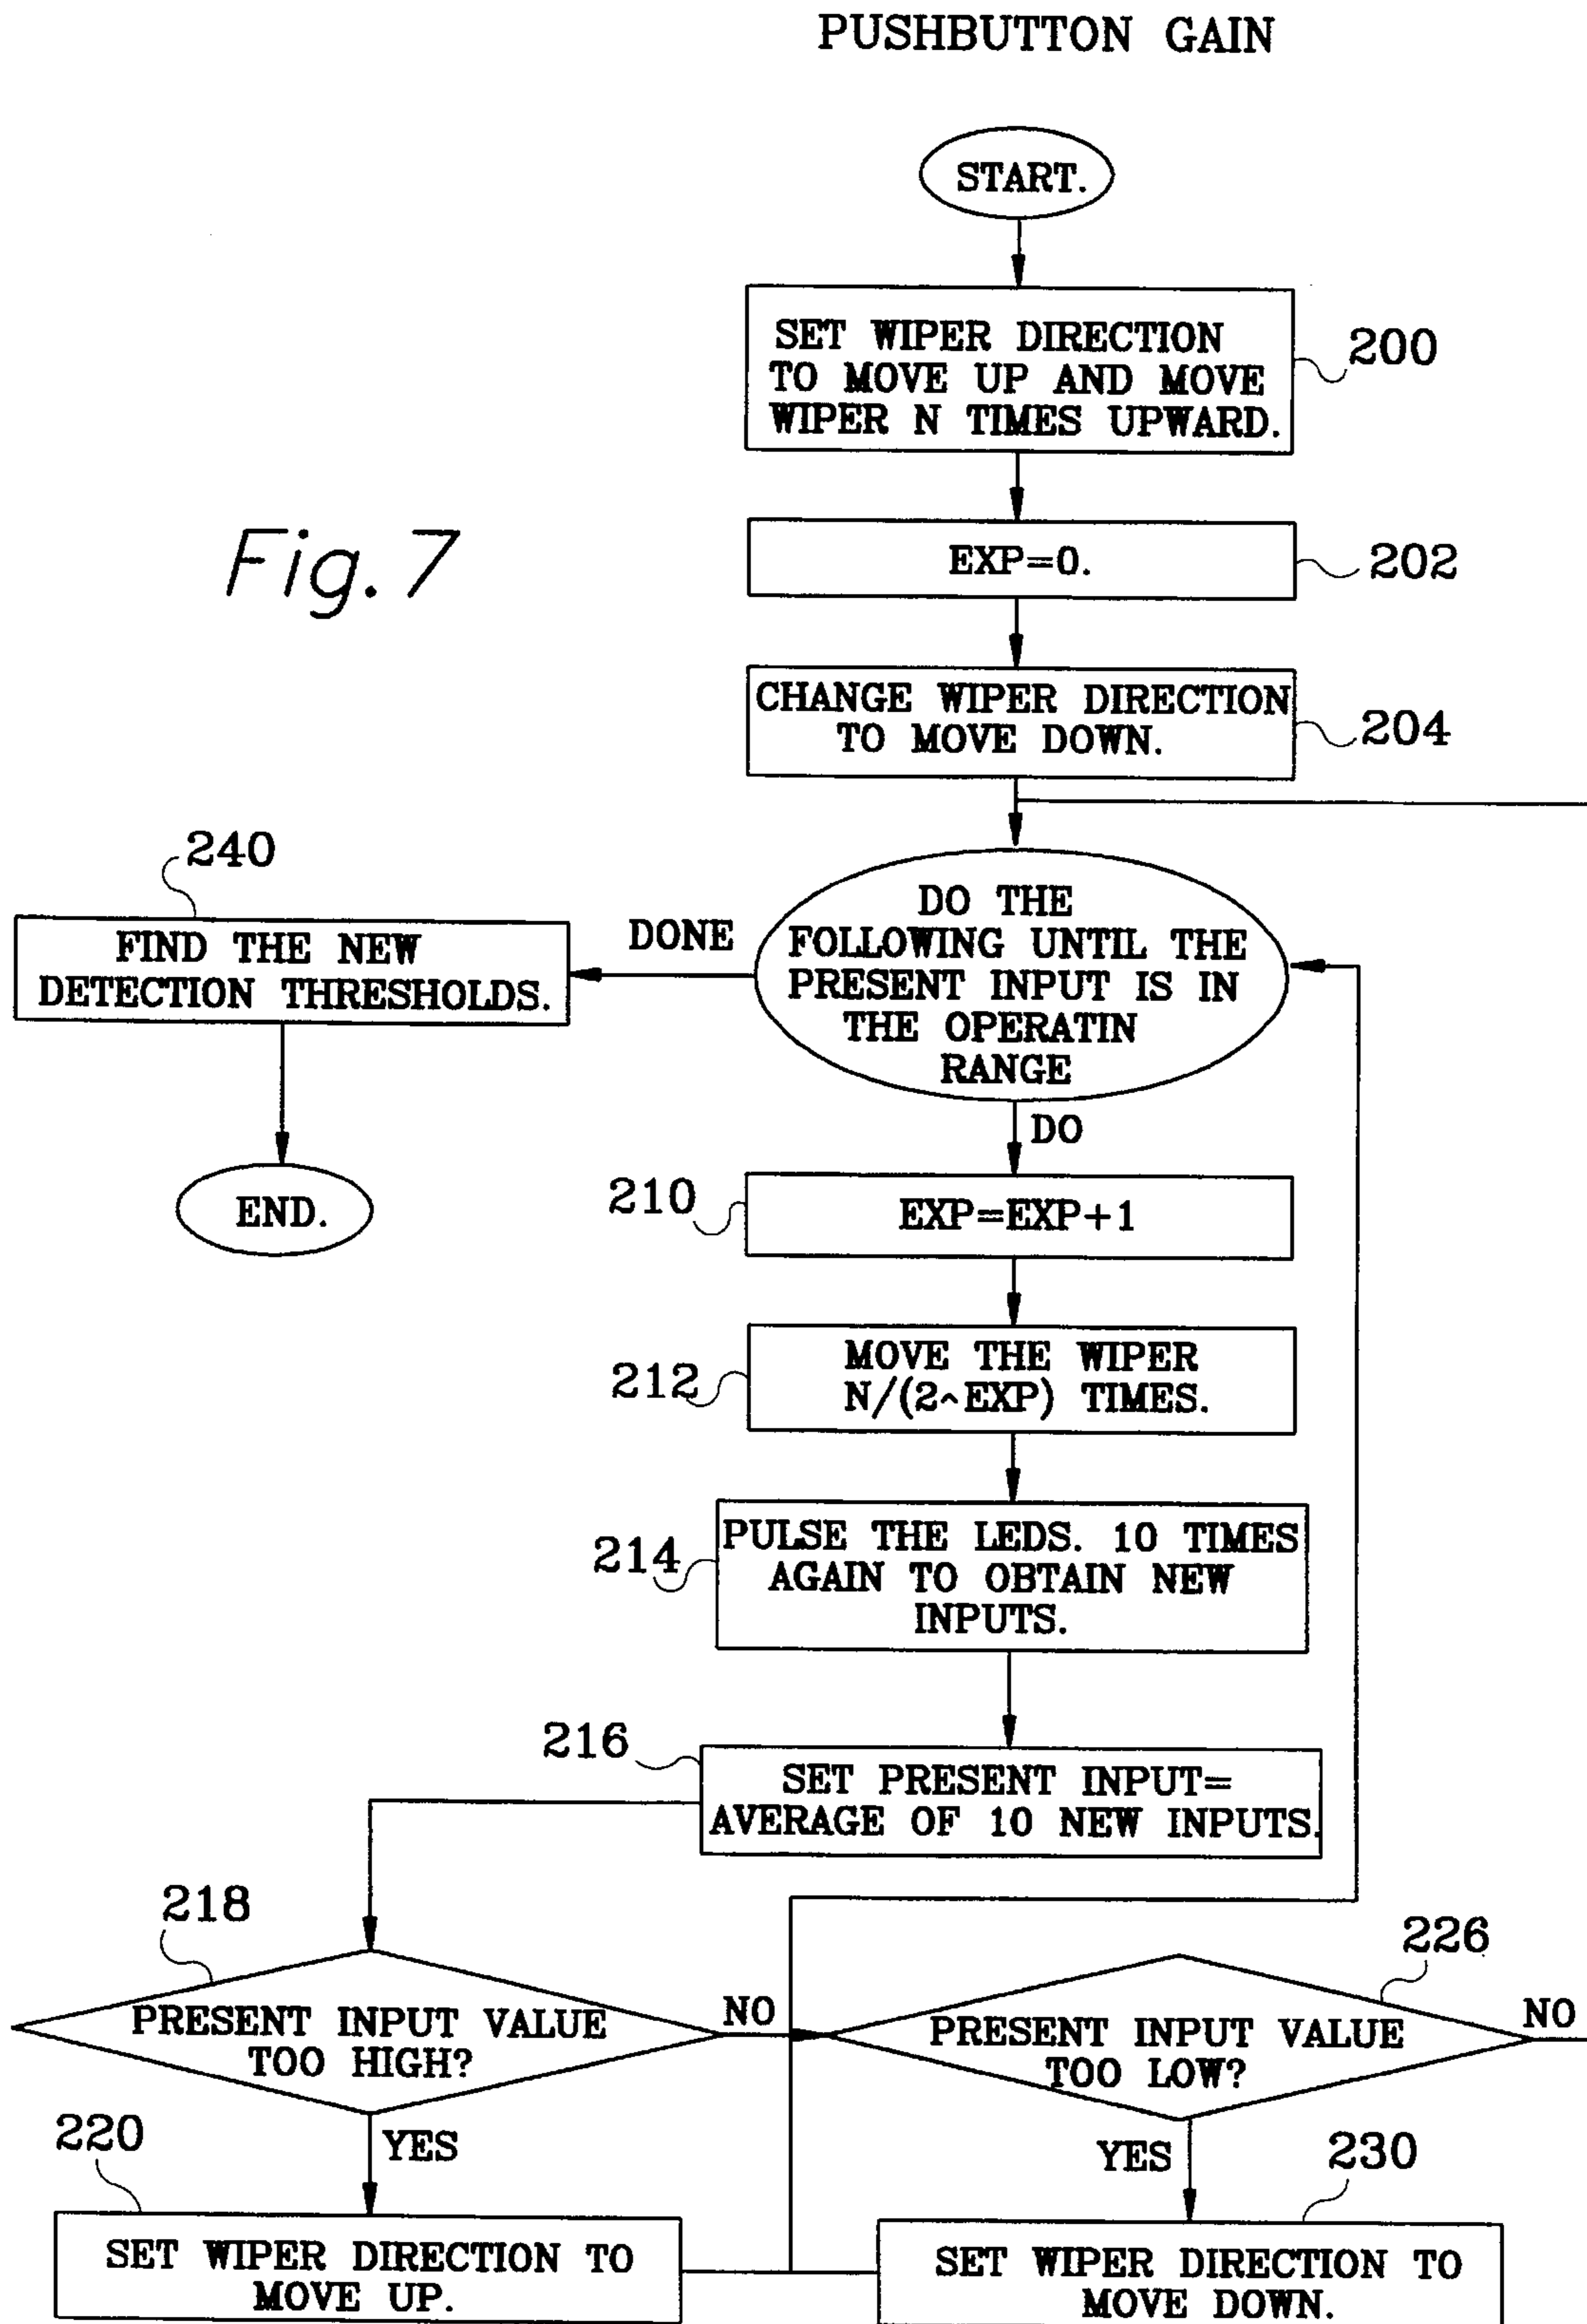 PUSHBUTTON GAIN
START.
SET WIPER DIRECTION
TO MOVE UP AND MOVE
WIPER N TIMES UPWARD.
200
Fig. 7
EXP=0.
202
CHANGE WIPER DIRECTION
TO MOVE DOWN.
204
240
FIND THE NEW
DETECTION THRESHOLDS.
DONE
DO THE
FOLLOWING UNTIL THE
PRESENT INPUT IS IN
THE OPERATIN
RANGE
DO
END.
210
EXP=EXP+1
212
MOVE THE WIPER
N/(2^EXP) TIMES.
214
PULSE THE LEDS. 10 TIMES
AGAIN TO OBTAIN NEW
INPUTS.
216
SET PRESENT INPUT=
AVERAGE OF 10 NEW INPUTS.
218
PRESENT INPUT VALUE
TOO HIGH?
NO
226
PRESENT INPUT VALUE
TOO LOW?
NO
YES
220
SET WIPER DIRECTION TO
MOVE UP.
YES
230
SET WIPER DIRECTION TO
MOVE DOWN.